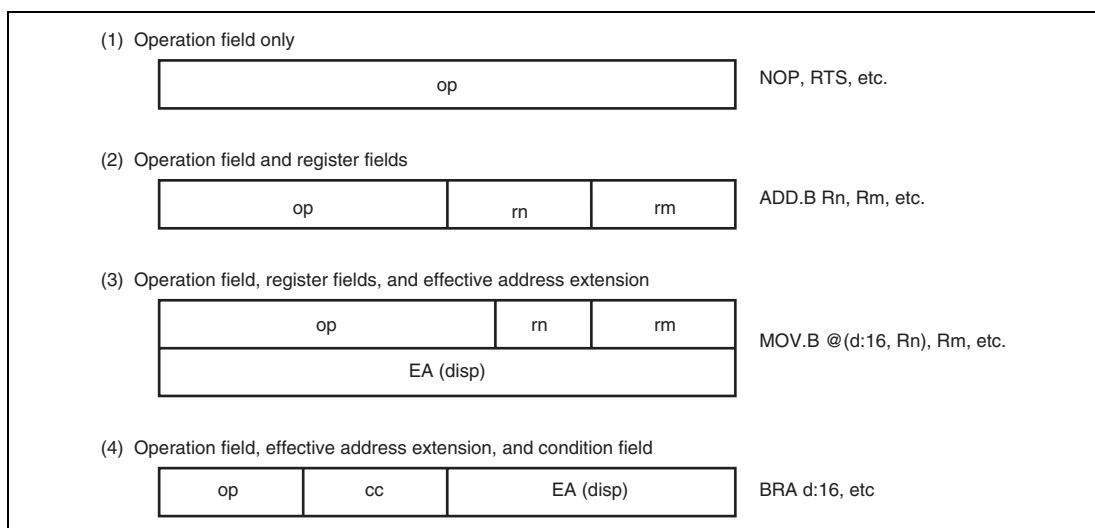 (1) Operation field only
op
NOP, RTS, etc.
(2) Operation field and register fields
op rn rm
ADD.B Rn, Rm, etc.
(3) Operation field, register fields, and effective address extension
op rn rm
MOV.B @(d:16, Rn), Rm, etc.
EA (disp)
(4) Operation field, effective address extension, and condition field
op cc EA (disp)
BRA d:16, etc